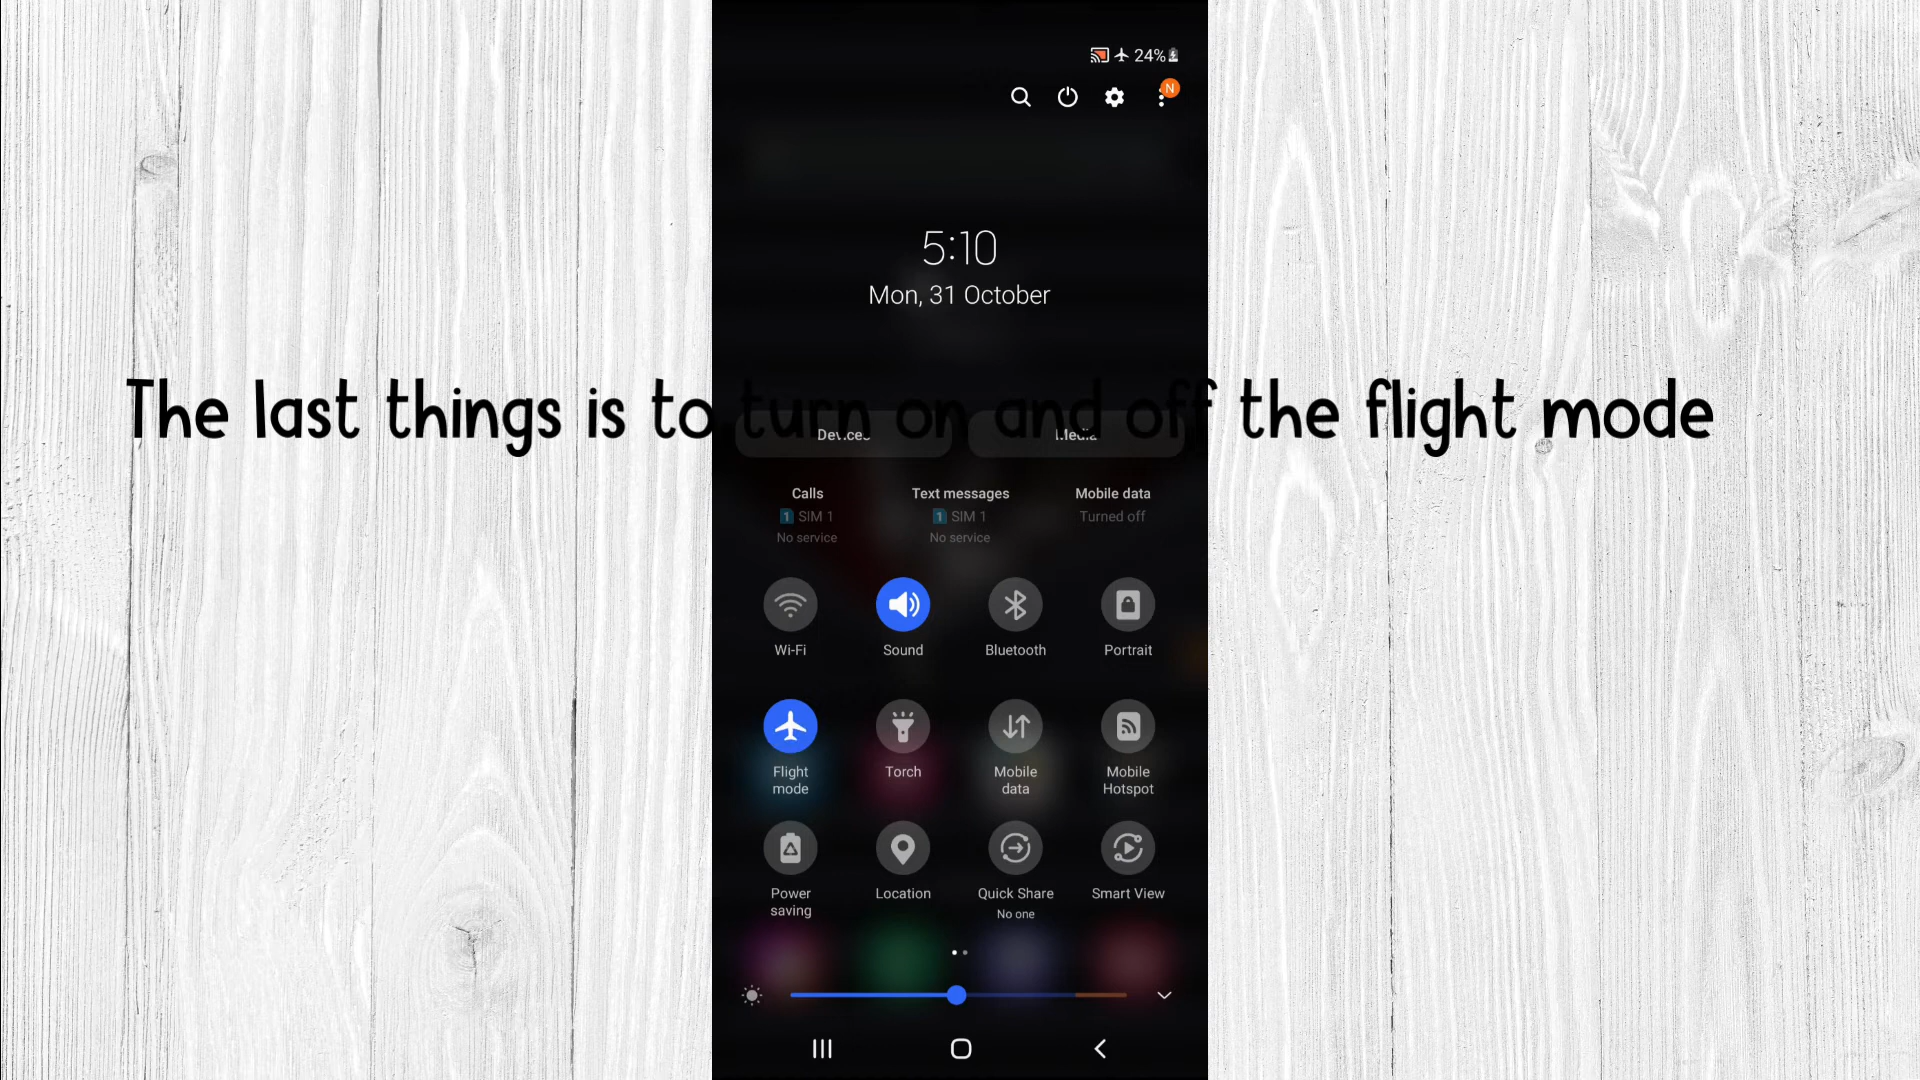 24%
N
5:10
Mon, 31 October
The last things is to turn on and off the flight mode
Devices Media
Calls Text messages Mobile data
1 SIM 1 1 SIM 1 Turned off
No service No service
Wi-Fi Sound Bluetooth Portrait
Flight mode Torch Mobile data Mobile Hotspot
Power saving Location Quick Share Smart View
No one